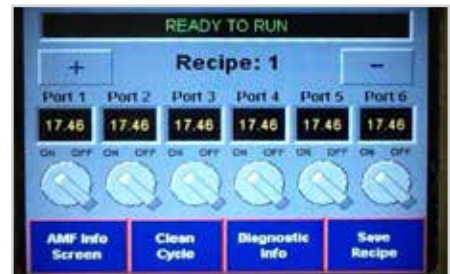 READY TO RUN
+ Recipe: 1 -
Port 1 Port 2 Port 3 Port 4 Port 5 Port 6
17.46 17.46 17.46 17.46 17.46 17.46
ON OFF ON OFF ON OFF ON OFF ON OFF ON OFF
AMF Info Clean Diagnostic Save
Screen Cycle Info Recipe